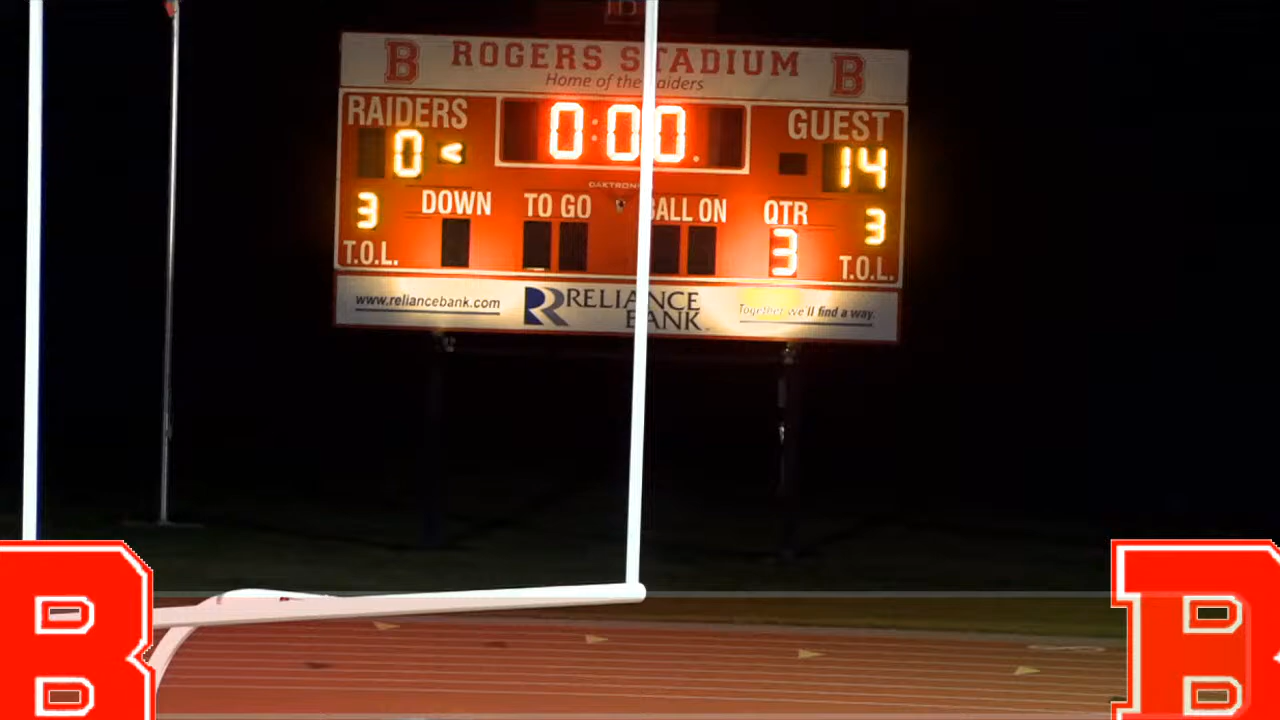 B
B ROGERS STADIUM B
Home of the Raiders
RAIDERS 0:00. GUEST
0 < 14
DAKTRONICS
3 DOWN TO GO BALL ON QTR 3
T.O.L. 3 T.O.L.
www.reliancebank.com RELIANCE BANK Together we'll find a way.
B B